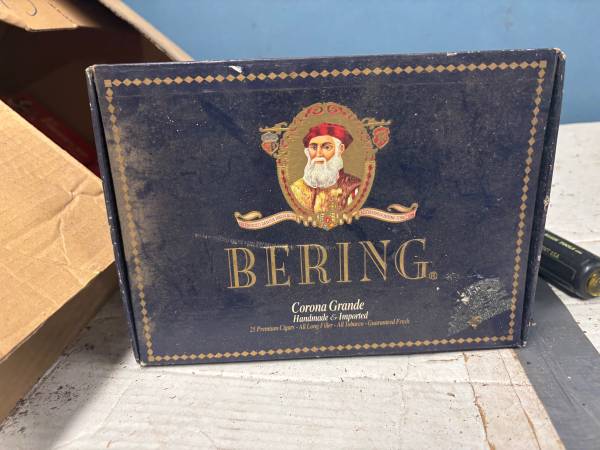 BERING®
Corona Grande
Handmade & Imported
25 Premium Cigars - All Long Filler - All Tobacco - Guaranteed Fresh